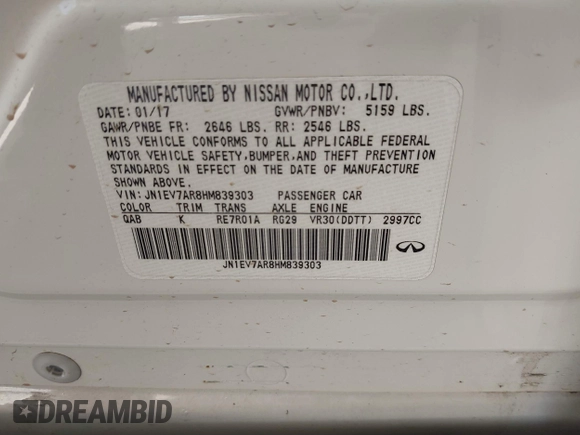 MANUFACTURED BY NISSAN MOTOR CO.,LTD.
DATE: 01/17 GVWR/PNBV: 5159 LBS.
GAWR/PNBE FR: 2646 LBS. RR: 2546 LBS.
THIS VEHICLE CONFORMS TO ALL APPLICABLE FEDERAL
MOTOR VEHICLE SAFETY, BUMPER, AND THEFT PREVENTION
STANDARDS IN EFFECT ON THE DATE OF MANUFACTURE
SHOWN ABOVE.
VIN: JN1EV7AR8HM839303 PASSENGER CAR
COLOR TRIM TRANS AXLE ENGINE
QAB K RE7R01A RG29 VR30(DDTT) 2997CC
JN1EV7AR8HM839303
DREAMBID